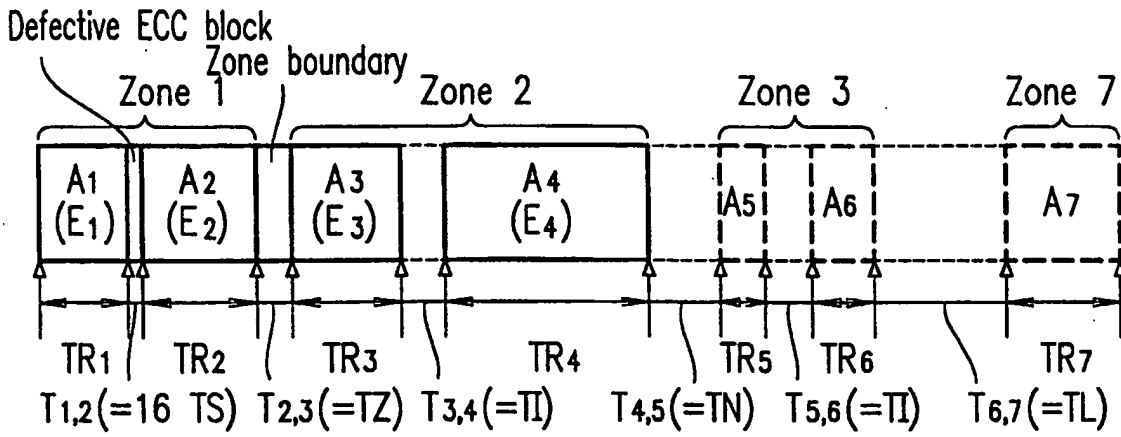 Defective ECC block
Zone boundary
Zone 1 Zone 2 Zone 3 Zone 7
A1 A2 A3 A4 A5 A6 A7
(E1) (E2) (E3) (E4)
TR1 TR2 TR3 TR4 TR5 TR6 TR7
T1,2(=16 TS) T2,3(=TZ) T3,4(=TI) T4,5(=TN) T5,6(=TI) T6,7(=TL)